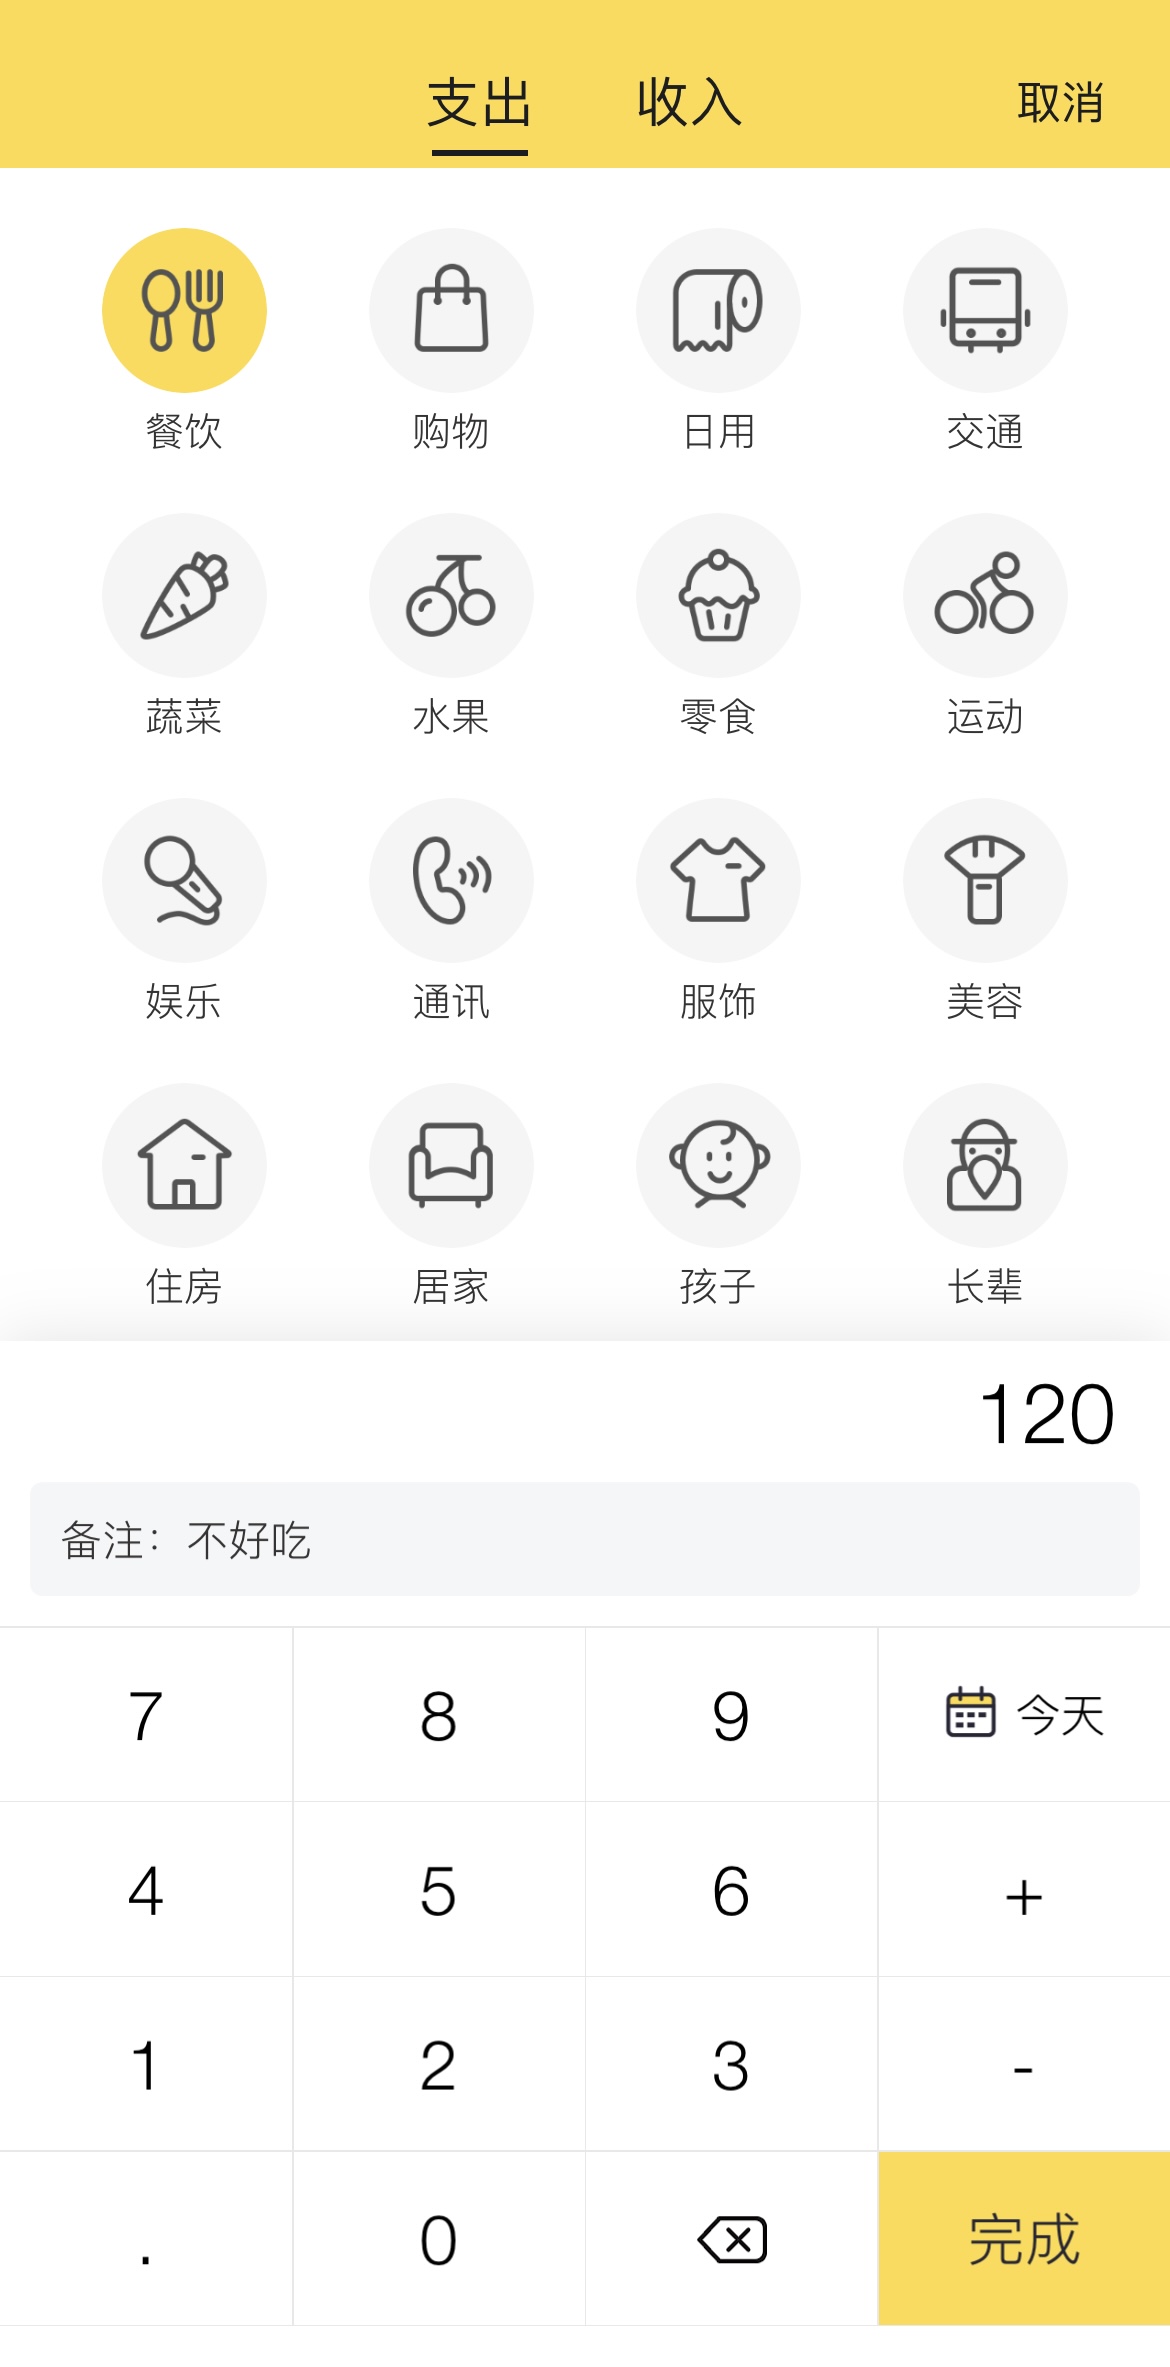 支出 收入 取消
餐饮 购物 日用 交通
蔬菜 水果 零食 运动
娱乐 通讯 服饰 美容
住房 居家 孩子 长辈
120
备注：不好吃
7 8 9 今天
4 5 6 +
1 2 3 -
. 0 完成